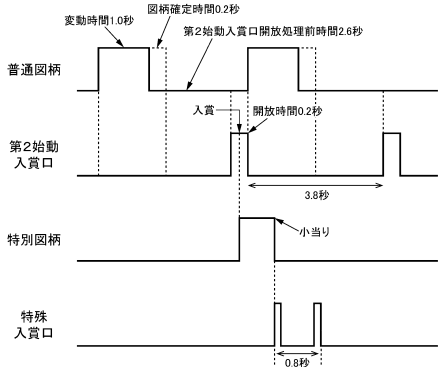 図柄確定時間0.2秒
変動時間1.0秒
第2始動入賞口開放処理前時間2.6秒
普通図柄
入賞
開放時間0.2秒
第2始動
入賞口
3.8秒
特別図柄
小当り
特殊
入賞口
0.8秒